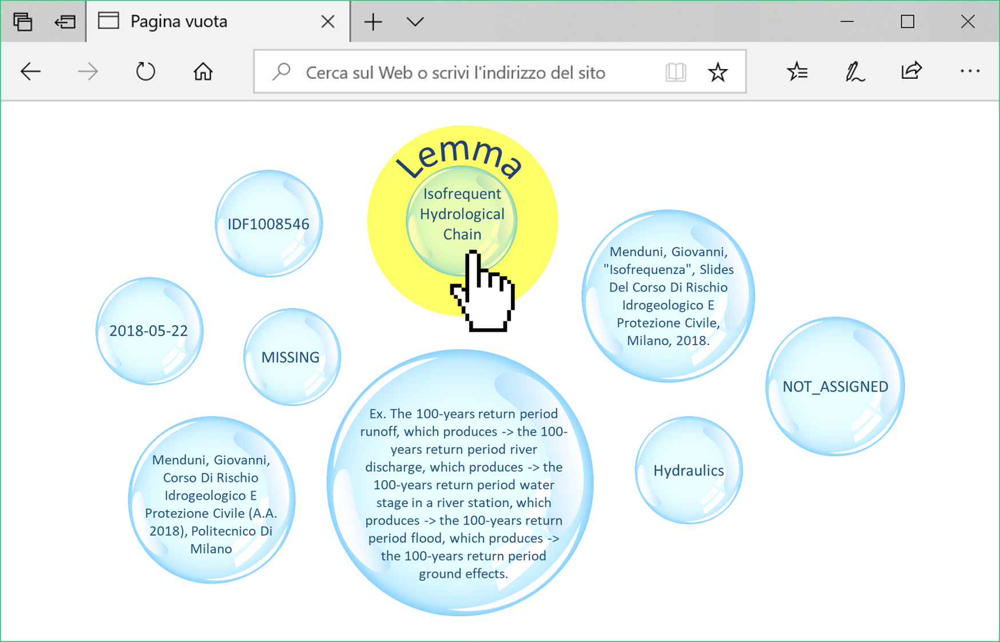 Pagina vuota
Cerca sul Web o scrivi l'indirizzo del sito
Lemma
Isofrequent
Hydrological
Chain
IDF1008546
Menduni, Giovanni,
"Isofrequenza", Slides
Del Corso Di Rischio
Idrogeologico E
Protezione Civile,
Milano, 2018.
2018-05-22
MISSING
NOT_ASSIGNED
Menduni, Giovanni,
Corso Di Rischio
Idrogeologico E
Protezione Civile (A.A.
2018), Politecnico Di
Milano
Ex. The 100-years return period
runoff, which produces -> the 100-
years return period river
discharge, which produces -> the
100-years return period water
stage in a river station, which
produces -> the 100-years return
period flood, which produces ->
the 100-years return period
ground effects.
Hydraulics